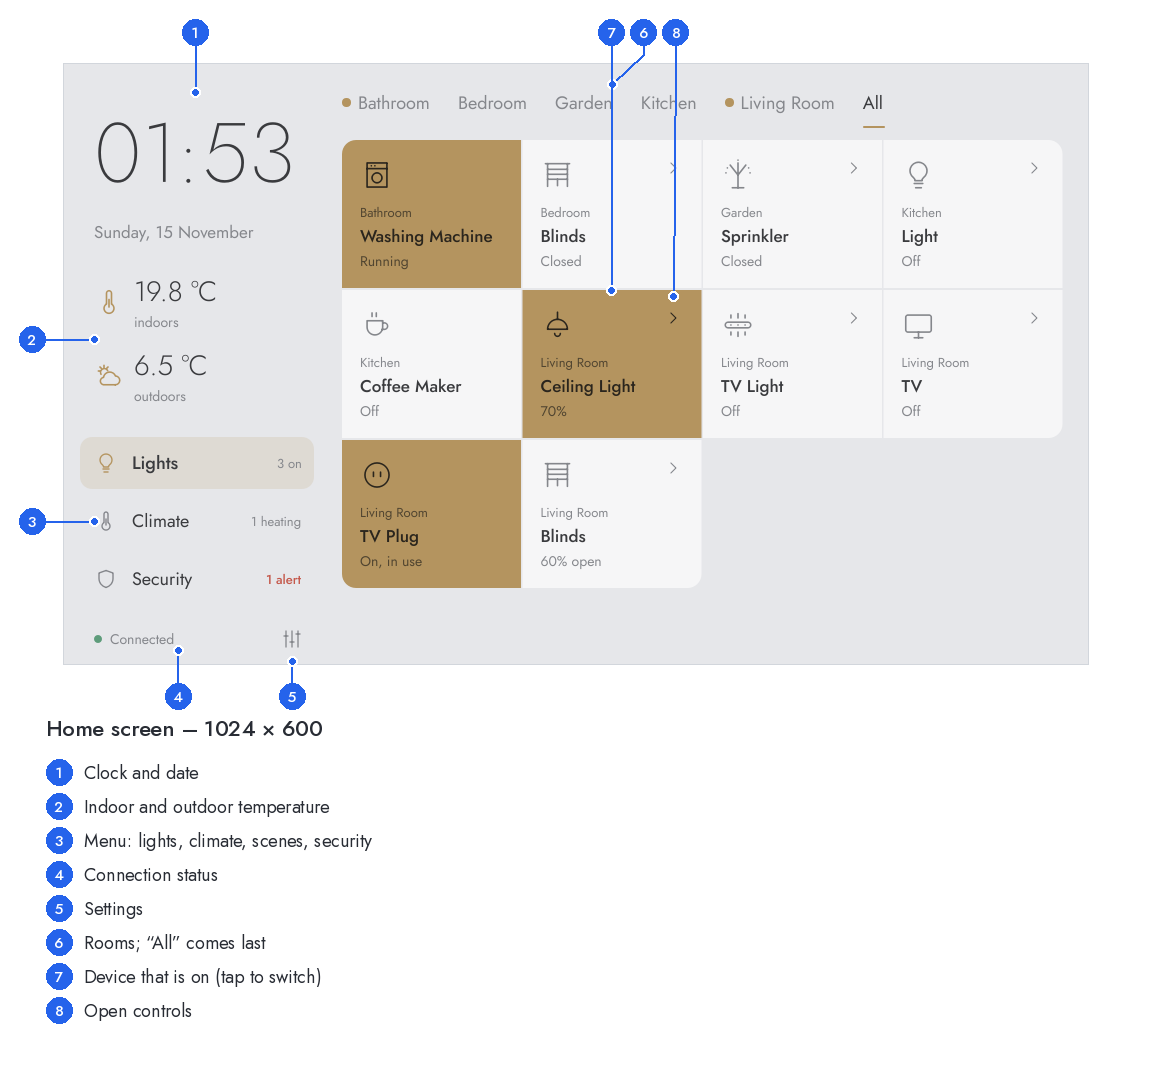 1
7 6 8
01:53
Sunday, 15 November
19.8 °C
indoors
2
6.5 °C
outdoors
Lights 3 on
3
Climate 1 heating
Security 1 alert
Connected
4
5
Bathroom Bedroom Garden Kitchen Living Room All
Bathroom
Washing Machine
Running
Bedroom
Blinds
Closed
Garden
Sprinkler
Closed
Kitchen
Light
Off
Kitchen
Coffee Maker
Off
Living Room
Ceiling Light
70%
Living Room
TV Light
Off
Living Room
TV
Off
Living Room
TV Plug
On, in use
Living Room
Blinds
60% open
Home screen – 1024 × 600
1 Clock and date
2 Indoor and outdoor temperature
3 Menu: lights, climate, scenes, security
4 Connection status
5 Settings
6 Rooms; “All” comes last
7 Device that is on (tap to switch)
8 Open controls